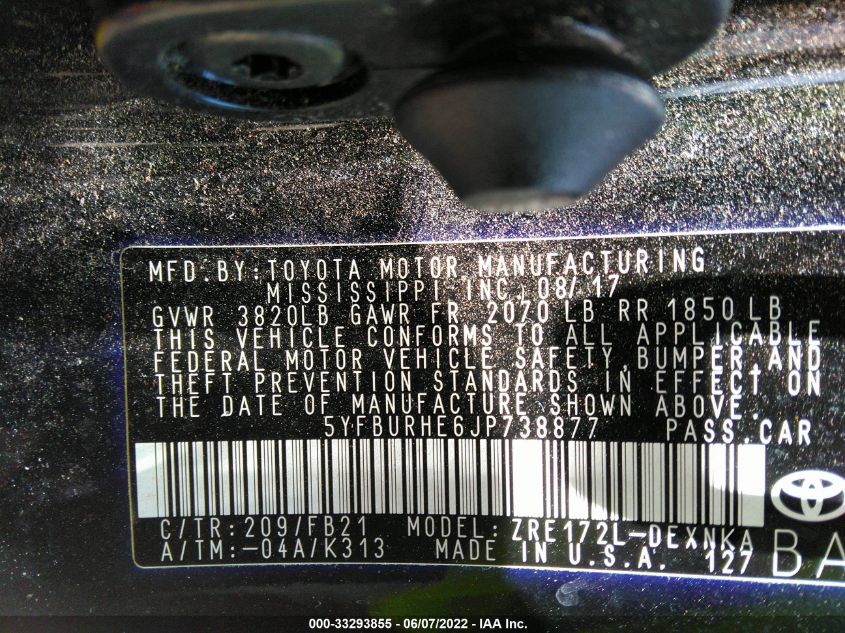 MFD. BY: TOYOTA MOTOR MANUFACTURING
MISSISSIPPI INC. 08/17
GVWR 3820LB GAWR FR 2070 LB RR 1850 LB
THIS VEHICLE CONFORMS TO ALL APPLICABLE
FEDERAL MOTOR VEHICLE SAFETY, BUMPER AND
THEFT PREVENTION STANDARDS IN EFFECT ON
THE DATE OF MANUFACTURE SHOWN ABOVE.
5YFBURHE6JP738877 PASS.CAR
C/TR: 209/FB21 MODEL: ZRE172L-DEXNKA
A/TM: -04A/K313 MADE IN U.S.A. 127 BA
000-33293855 - 06/07/2022 - IAA Inc.